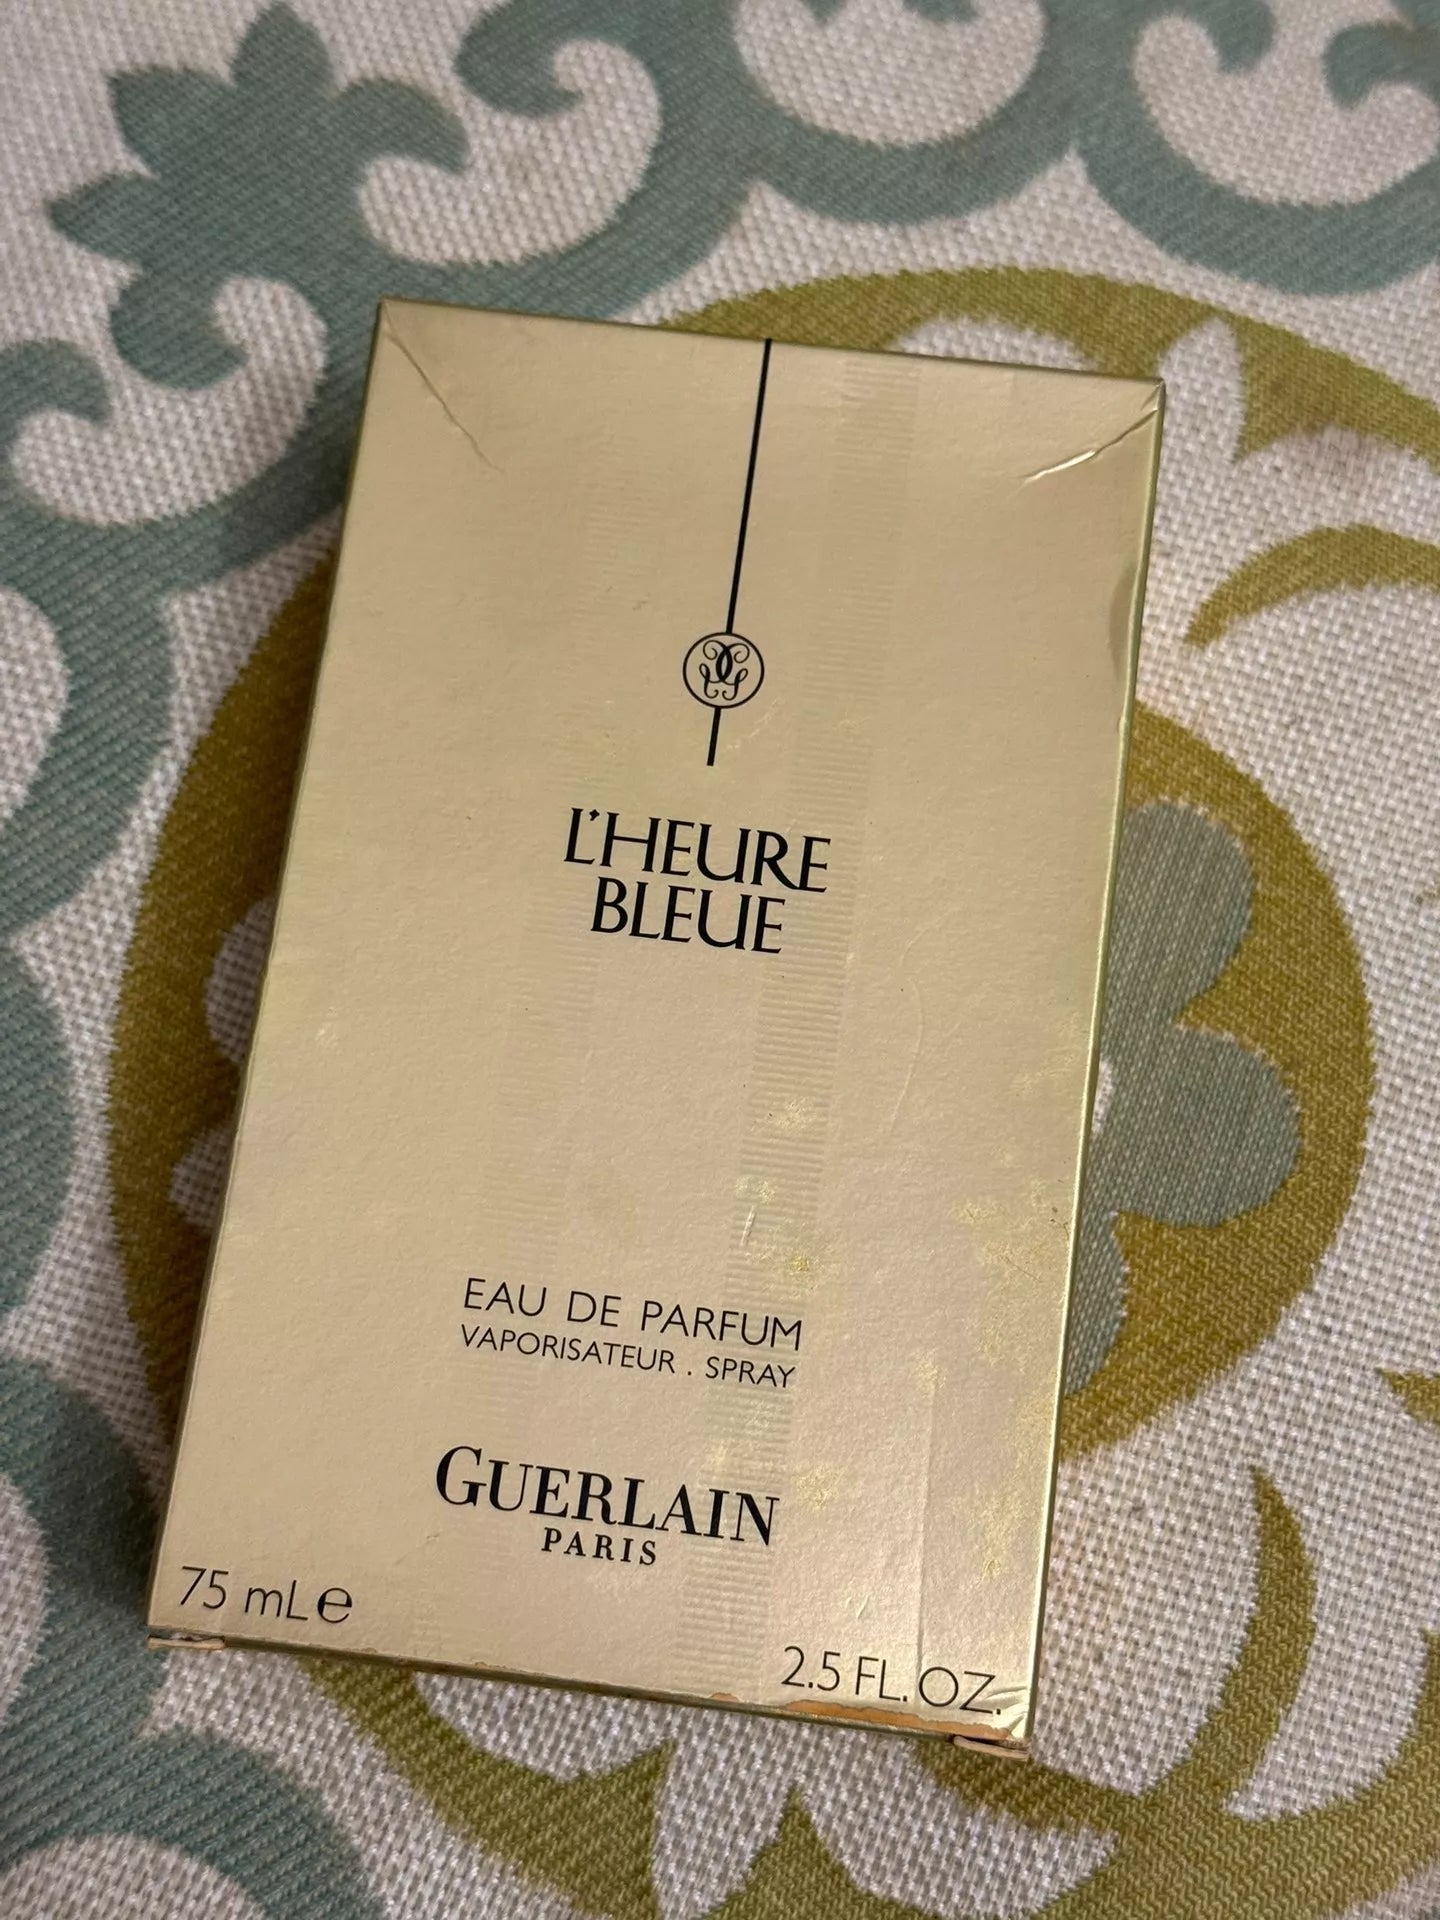 L'HEURE
BLEUE
EAU DE PARFUM
VAPORISATEUR . SPRAY
GUERLAIN
PARIS
75 mL e
2.5 FL. OZ.